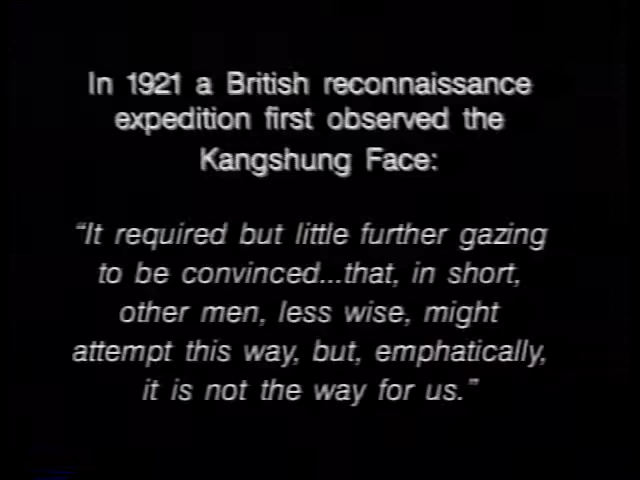 In 1921 a British reconnaissance
expedition first observed the
Kangshung Face:
“It required but little further gazing
to be convinced...that, in short,
other men, less wise, might
attempt this way, but, emphatically,
it is not the way for us.”